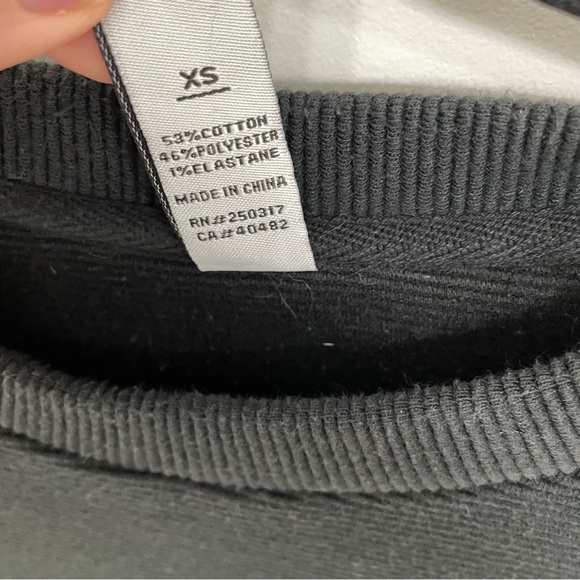 XS
53%COTTON
46%POLYESTER
1%ELASTANE
MADE IN CHINA
RN#250317
CA#40482